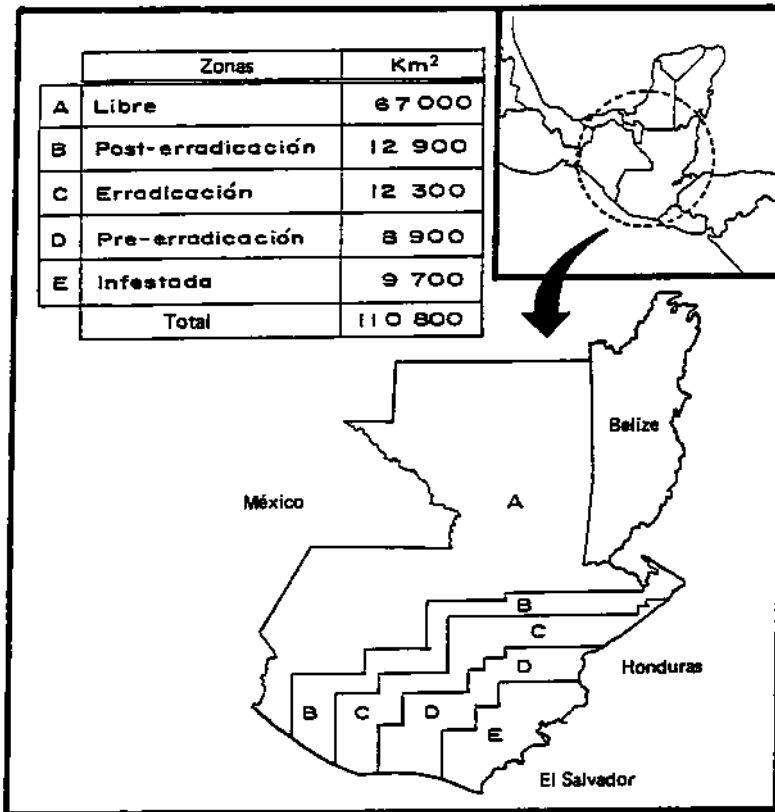 Zonas Km²
A Libre 67 000
B Post-erradicación 12 900
C Erradicación 12 300
D Pre-erradicación 8 900
E Infestada 9 700
Total 110 800
Belize
México
A
B
C
D
Honduras
B C D E
El Salvador